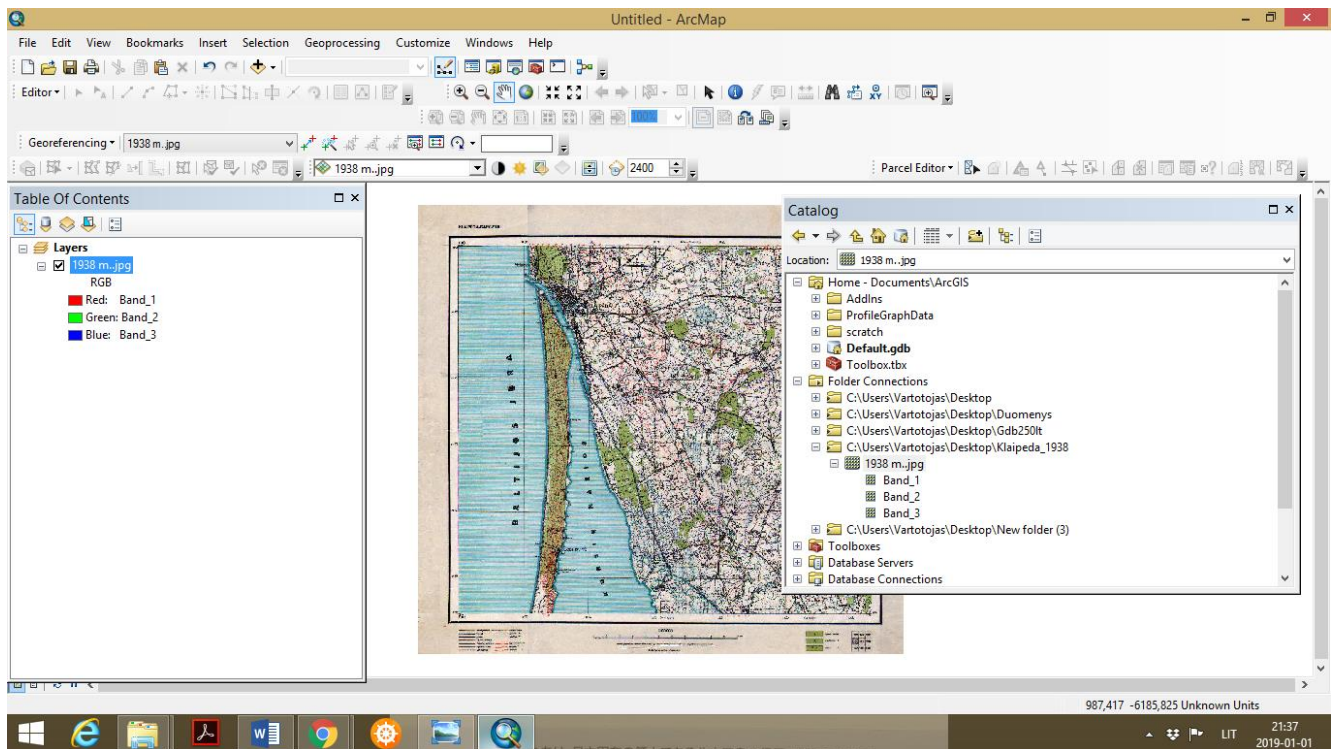 Untitled - ArcMap
File Edit View Bookmarks Insert Selection Geoprocessing Customize Windows Help
Editor
100%
Georeferencing 1938 m..jpg
1938 m..jpg 2400 Parcel Editor
Table Of Contents
Layers
1938 m..jpg
RGB
Red: Band_1
Green: Band_2
Blue: Band_3
BALTIJOS JŪRA
Catalog
Location: 1938 m..jpg
Home - Documents\ArcGIS
AddIns
ProfileGraphData
scratch
Default.gdb
Toolbox.tbx
Folder Connections
C:\Users\Vartotojas\Desktop
C:\Users\Vartotojas\Desktop\Duomenys
C:\Users\Vartotojas\Desktop\Gdb250lt
C:\Users\Vartotojas\Desktop\Klaipeda_1938
1938 m..jpg
Band_1
Band_2
Band_3
C:\Users\Vartotojas\Desktop\New folder (3)
Toolboxes
Database Servers
Database Connections
987,417 -6185,825 Unknown Units
LIT
21:37
2019-01-01